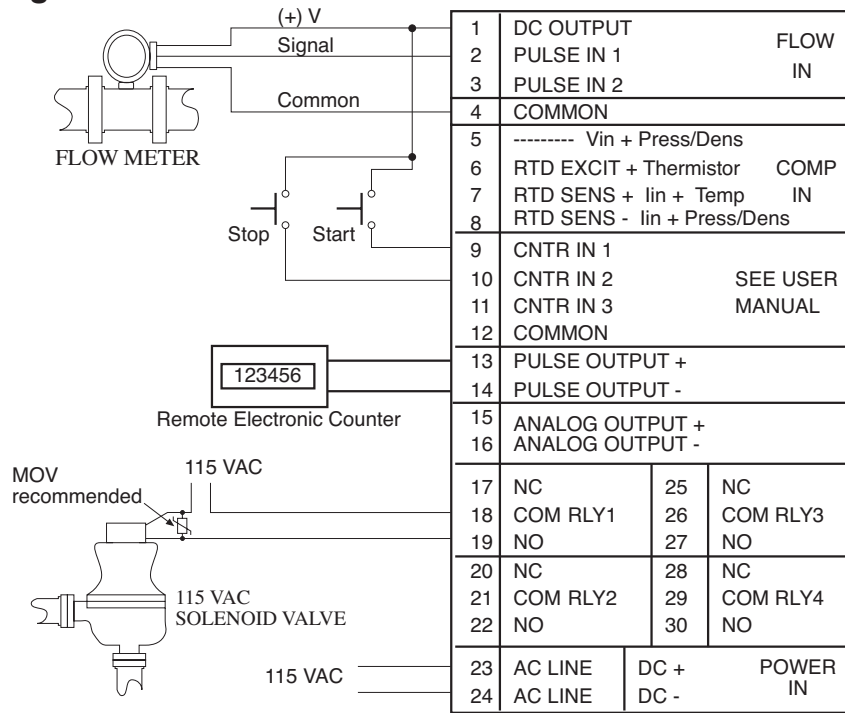 (+) V
Signal
Common
FLOW METER
Stop
Start
123456
Remote Electronic Counter
MOV
recommended
115 VAC
115 VAC
SOLENOID VALVE
115 VAC
1 DC OUTPUT
2 PULSE IN 1
3 PULSE IN 2
FLOW
IN
4 COMMON
5 --------- Vin + Press/Dens
6 RTD EXCIT + Thermistor COMP
7 RTD SENS + Iin + Temp IN
8 RTD SENS - Iin + Press/Dens
9 CNTR IN 1
10 CNTR IN 2 SEE USER
11 CNTR IN 3 MANUAL
12 COMMON
13 PULSE OUTPUT +
14 PULSE OUTPUT -
15 ANALOG OUTPUT +
16 ANALOG OUTPUT -
17 NC 25 NC
18 COM RLY1 26 COM RLY3
19 NO 27 NO
20 NC 28 NC
21 COM RLY2 29 COM RLY4
22 NO 30 NO
23 AC LINE DC + POWER
24 AC LINE DC - IN